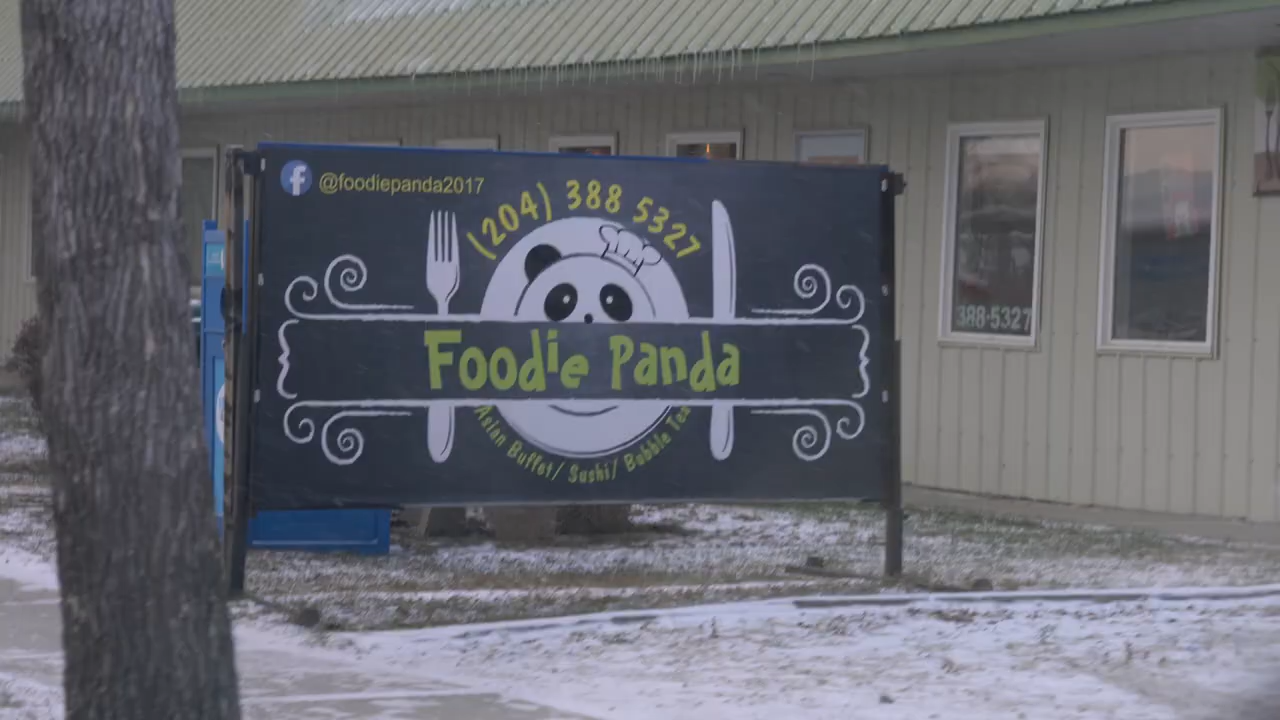 f @foodiepanda2017
(204) 388 5327
Foodie Panda
Asian Buffet/ Sushi/ Bubble Tea
388-5327